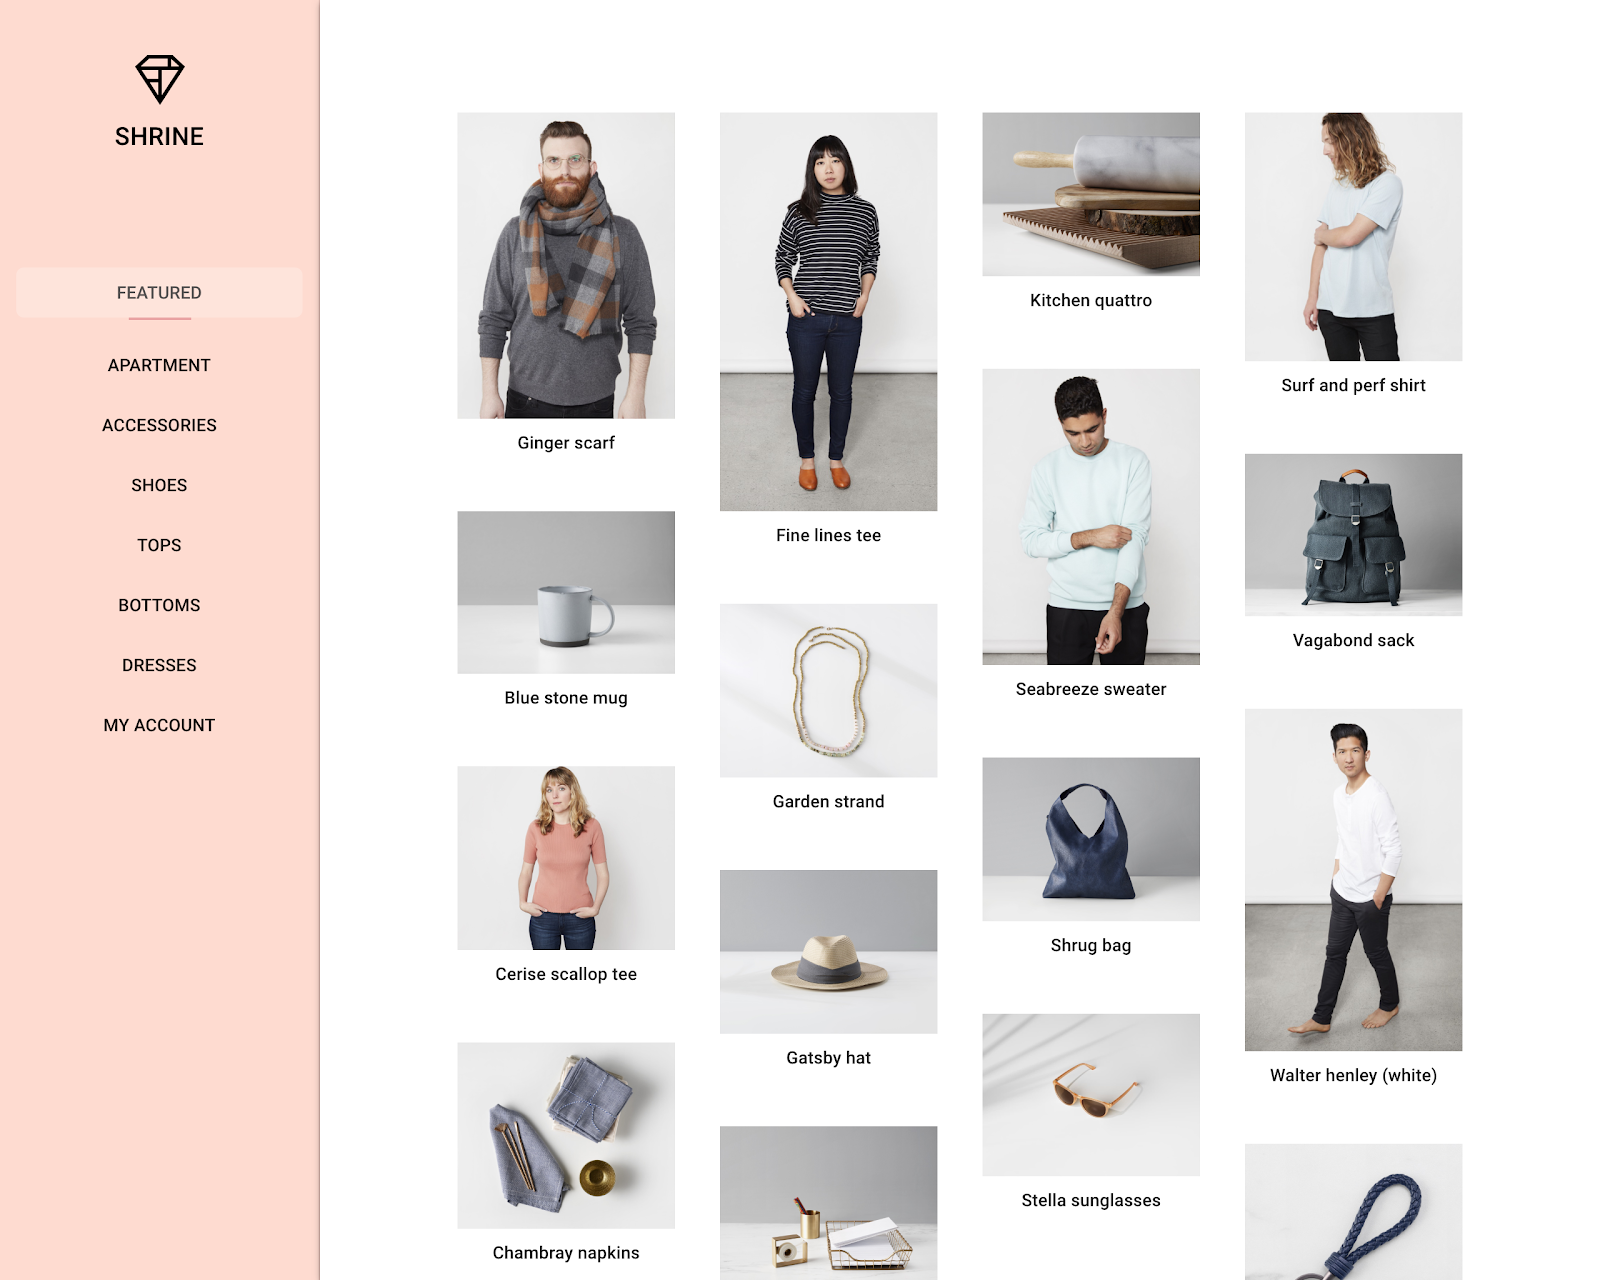 SHRINE
FEATURED
APARTMENT
ACCESSORIES
SHOES
TOPS
BOTTOMS
DRESSES
MY ACCOUNT
Ginger scarf
Blue stone mug
Cerise scallop tee
Chambray napkins
Fine lines tee
Garden strand
Gatsby hat
Kitchen quattro
Seabreeze sweater
Shrug bag
Stella sunglasses
Surf and perf shirt
Vagabond sack
Walter henley (white)